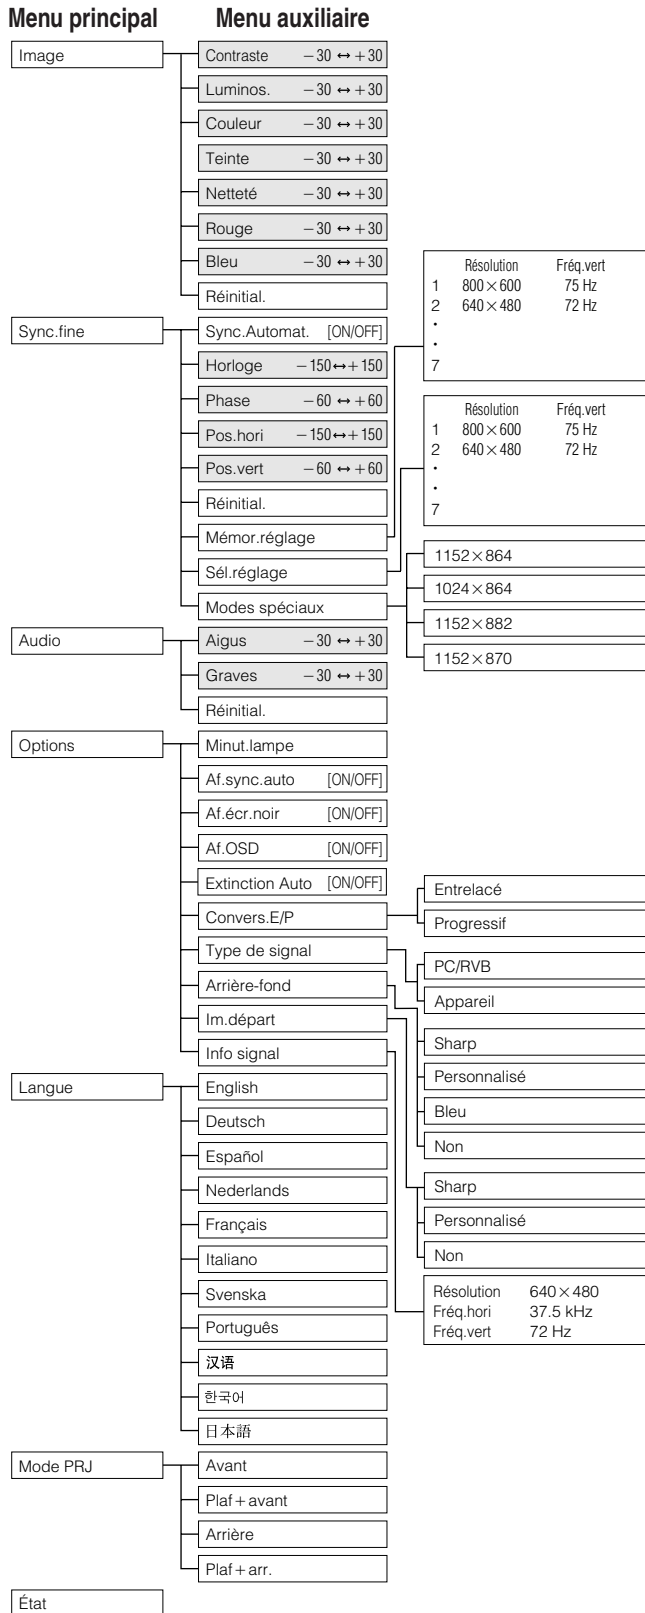 Menu principal
Menu auxiliaire
Image
Contraste −30 ↔ +30
Luminos. −30 ↔ +30
Couleur −30 ↔ +30
Teinte −30 ↔ +30
Netteté −30 ↔ +30
Rouge −30 ↔ +30
Bleu −30 ↔ +30
Réinitial.
Sync.fine
Sync.Automat. [ON/OFF]
Horloge −150↔+150
Phase −60 ↔ +60
Pos.hori −150↔+150
Pos.vert −60 ↔ +60
Réinitial.
Mémor.réglage
Résolution Fréq.vert
1 800×600 75 Hz
2 640×480 72 Hz
•
•
7
Sél.réglage
Résolution Fréq.vert
1 800×600 75 Hz
2 640×480 72 Hz
•
•
7
Modes spéciaux
1152×864
1024×864
1152×882
1152×870
Audio
Aigus −30 ↔ +30
Graves −30 ↔ +30
Réinitial.
Options
Minut.lampe
Af.sync.auto [ON/OFF]
Af.écr.noir [ON/OFF]
Af.OSD [ON/OFF]
Extinction Auto [ON/OFF]
Convers.E/P
Entrelacé
Progressif
Type de signal
PC/RVB
Appareil
Arrière-fond
Sharp
Personnalisé
Bleu
Non
Im.départ
Sharp
Personnalisé
Non
Info signal
Résolution 640×480
Fréq.hori 37.5 kHz
Fréq.vert 72 Hz
Langue
English
Deutsch
Español
Nederlands
Français
Italiano
Svenska
Português
汉语
한국어
日本語
Mode PRJ
Avant
Plaf+avant
Arrière
Plaf+arr.
État